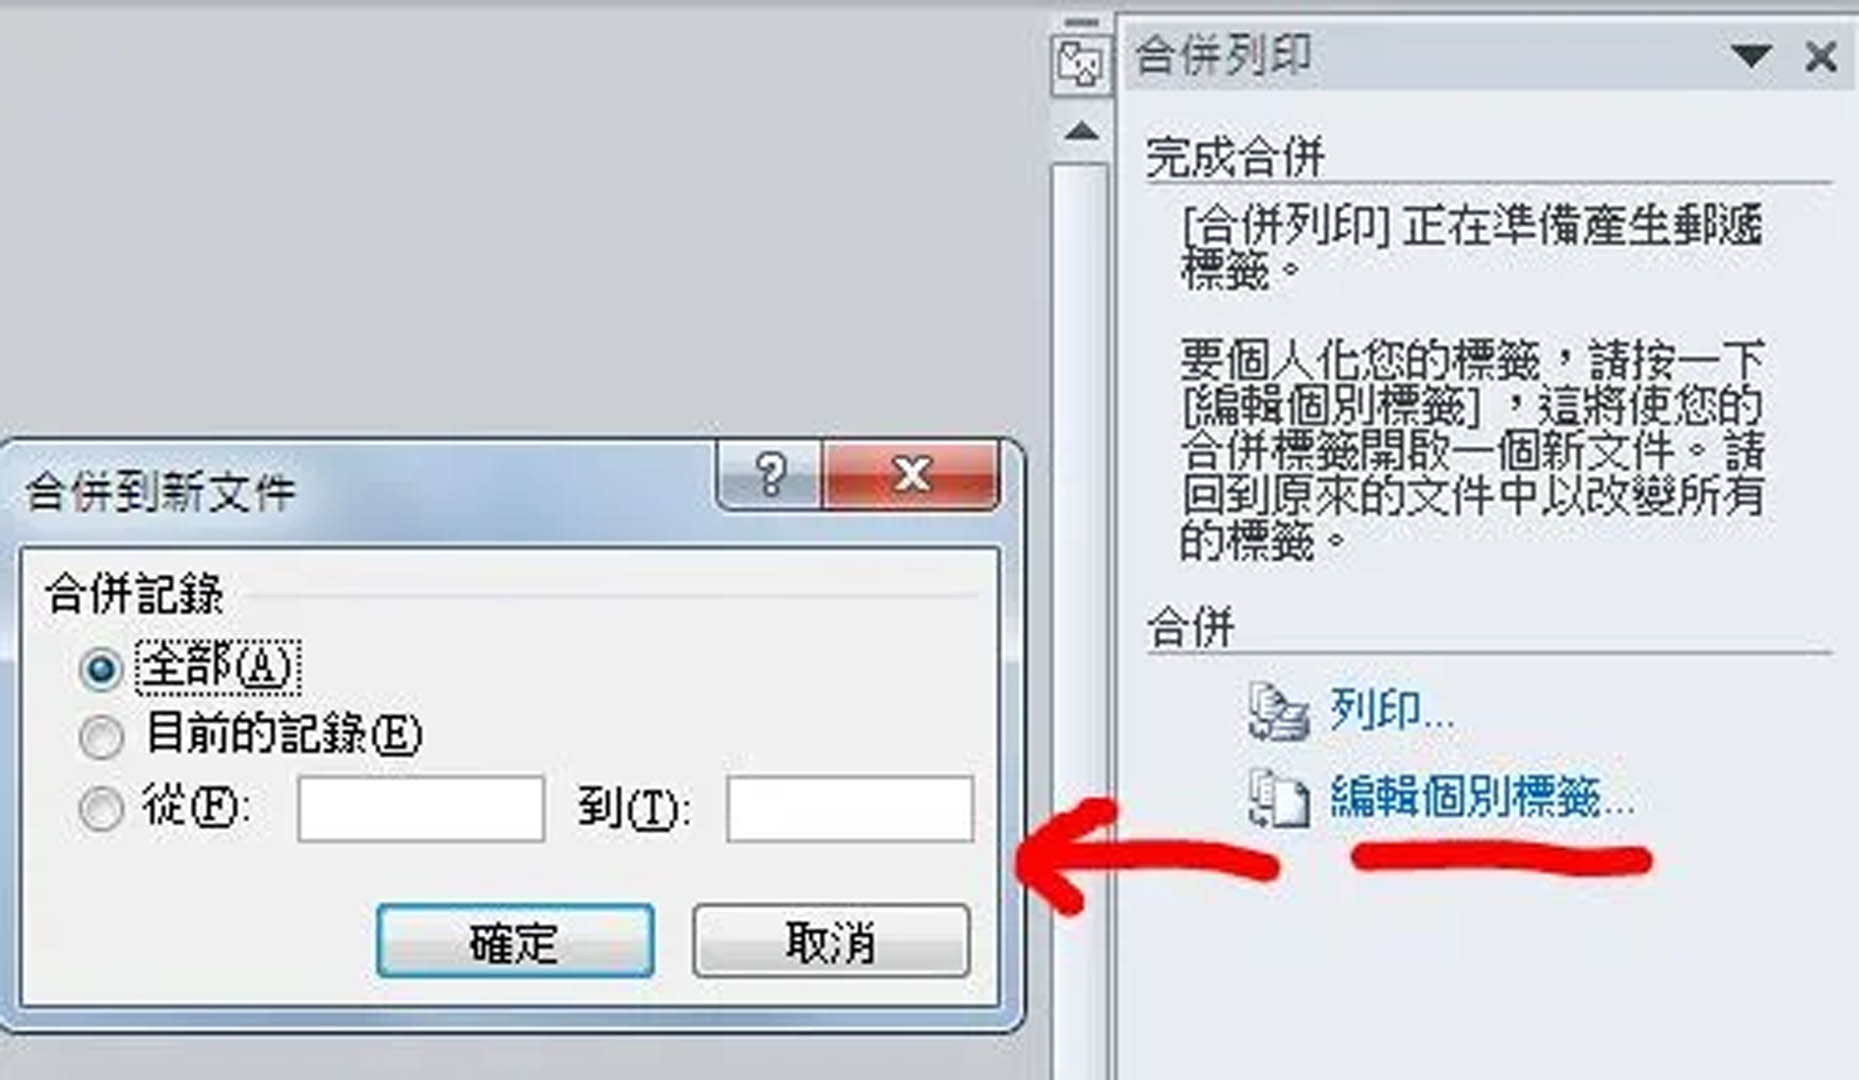 合併列印
完成合併
[合併列印] 正在準備產生郵遞
標籤。
要個人化您的標籤，請按一下
[編輯個別標籤]，這將使您的
合併標籤開啟一個新文件。請
回到原來的文件中以改變所有
的標籤。
合併
列印...
編輯個別標籤...
合併到新文件
合併記錄
全部(A)
目前的記錄(E)
從(F): 到(T):
確定 取消